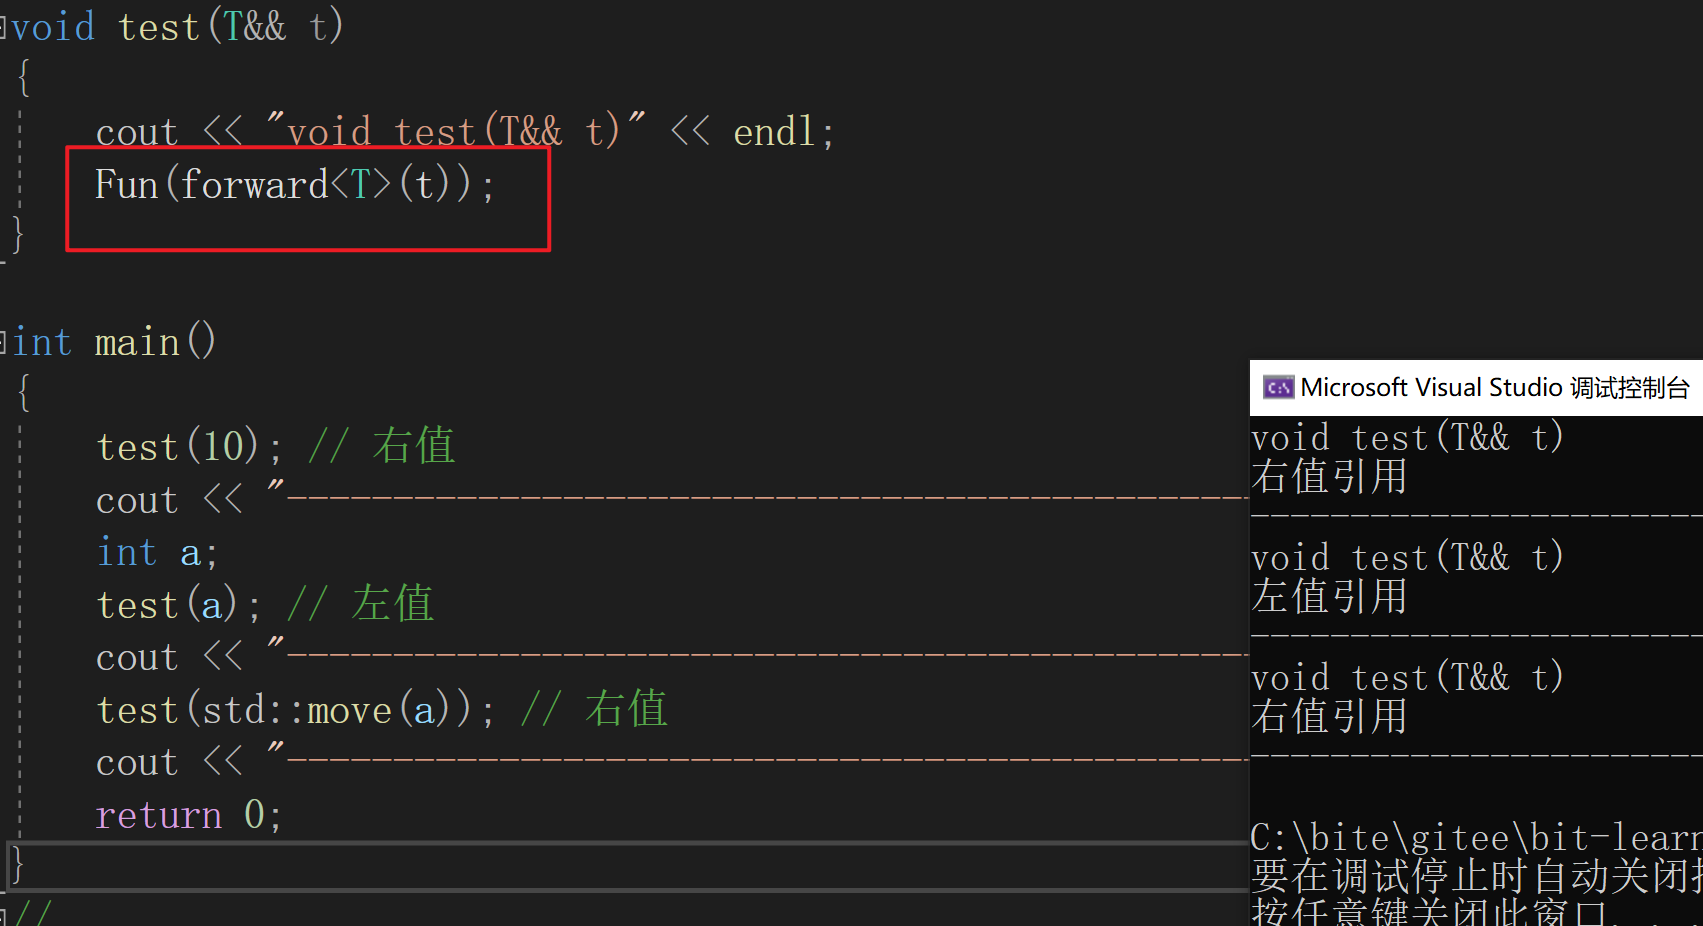 void test(T&& t)
{
cout << "void test(T&& t)" << endl;
Fun(forward<T>(t));
}
int main()
{
test(10); // 右值
cout << "----------------------------------------------
int a;
test(a); // 左值
cout << "----------------------------------------------
test(std::move(a)); // 右值
cout << "----------------------------------------------
return 0;
}
//
Microsoft Visual Studio 调试控制台
void test(T&& t)
右值引用
-----------------------
void test(T&& t)
左值引用
-----------------------
void test(T&& t)
右值引用
-----------------------
C:\bite\gitee\bit-learn
要在调试停止时自动关闭
按任意键关闭此窗口. . .